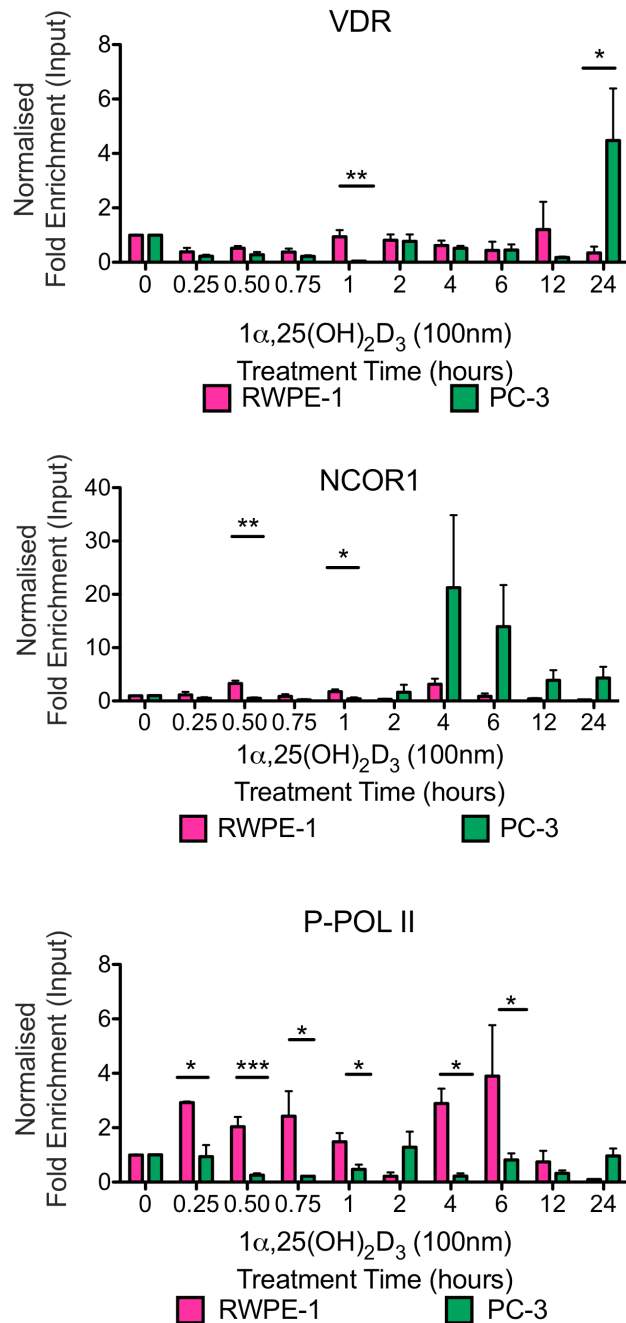 VDR
Normalised
Fold Enrichment (Input)
8
6
4
2
0
**
*
0 0.25 0.50 0.75 1 2 4 6 12 24
1α,25(OH)₂D₃ (100nm)
Treatment Time (hours)
RWPE-1 PC-3
NCOR1
Normalised
Fold Enrichment (Input)
40
30
20
10
0
**
*
0 0.25 0.50 0.75 1 2 4 6 12 24
1α,25(OH)₂D₃ (100nm)
Treatment Time (hours)
RWPE-1 PC-3
P-POL II
Normalised
Fold Enrichment (Input)
8
6
4
2
0
* *** * * * *
0 0.25 0.50 0.75 1 2 4 6 12 24
1α,25(OH)₂D₃ (100nm)
Treatment Time (hours)
RWPE-1 PC-3